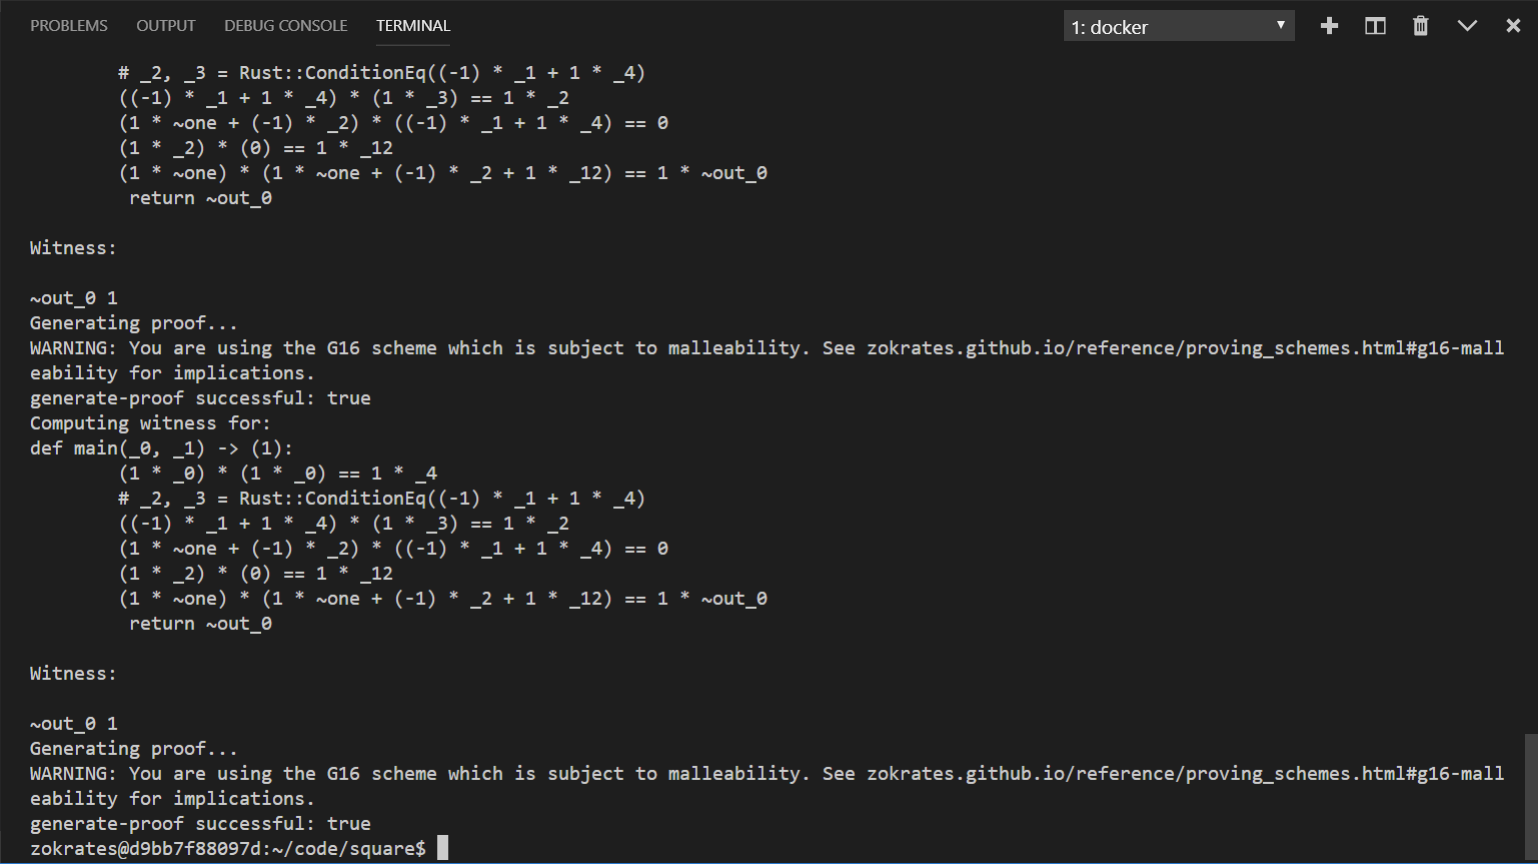 PROBLEMS OUTPUT DEBUG CONSOLE TERMINAL 1: docker
# _2, _3 = Rust::ConditionEq((-1) * _1 + 1 * _4)
((-1) * _1 + 1 * _4) * (1 * _3) == 1 * _2
(1 * ~one + (-1) * _2) * ((-1) * _1 + 1 * _4) == 0
(1 * _2) * (0) == 1 * _12
(1 * ~one) * (1 * ~one + (-1) * _2 + 1 * _12) == 1 * ~out_0
return ~out_0
Witness:
~out_0 1
Generating proof...
WARNING: You are using the G16 scheme which is subject to malleability. See zokrates.github.io/reference/proving_schemes.html#g16-mall
eability for implications.
generate-proof successful: true
Computing witness for:
def main(_0, _1) -> (1):
(1 * _0) * (1 * _0) == 1 * _4
# _2, _3 = Rust::ConditionEq((-1) * _1 + 1 * _4)
((-1) * _1 + 1 * _4) * (1 * _3) == 1 * _2
(1 * ~one + (-1) * _2) * ((-1) * _1 + 1 * _4) == 0
(1 * _2) * (0) == 1 * _12
(1 * ~one) * (1 * ~one + (-1) * _2 + 1 * _12) == 1 * ~out_0
return ~out_0
Witness:
~out_0 1
Generating proof...
WARNING: You are using the G16 scheme which is subject to malleability. See zokrates.github.io/reference/proving_schemes.html#g16-mall
eability for implications.
generate-proof successful: true
zokrates@d9bb7f88097d:~/code/square$